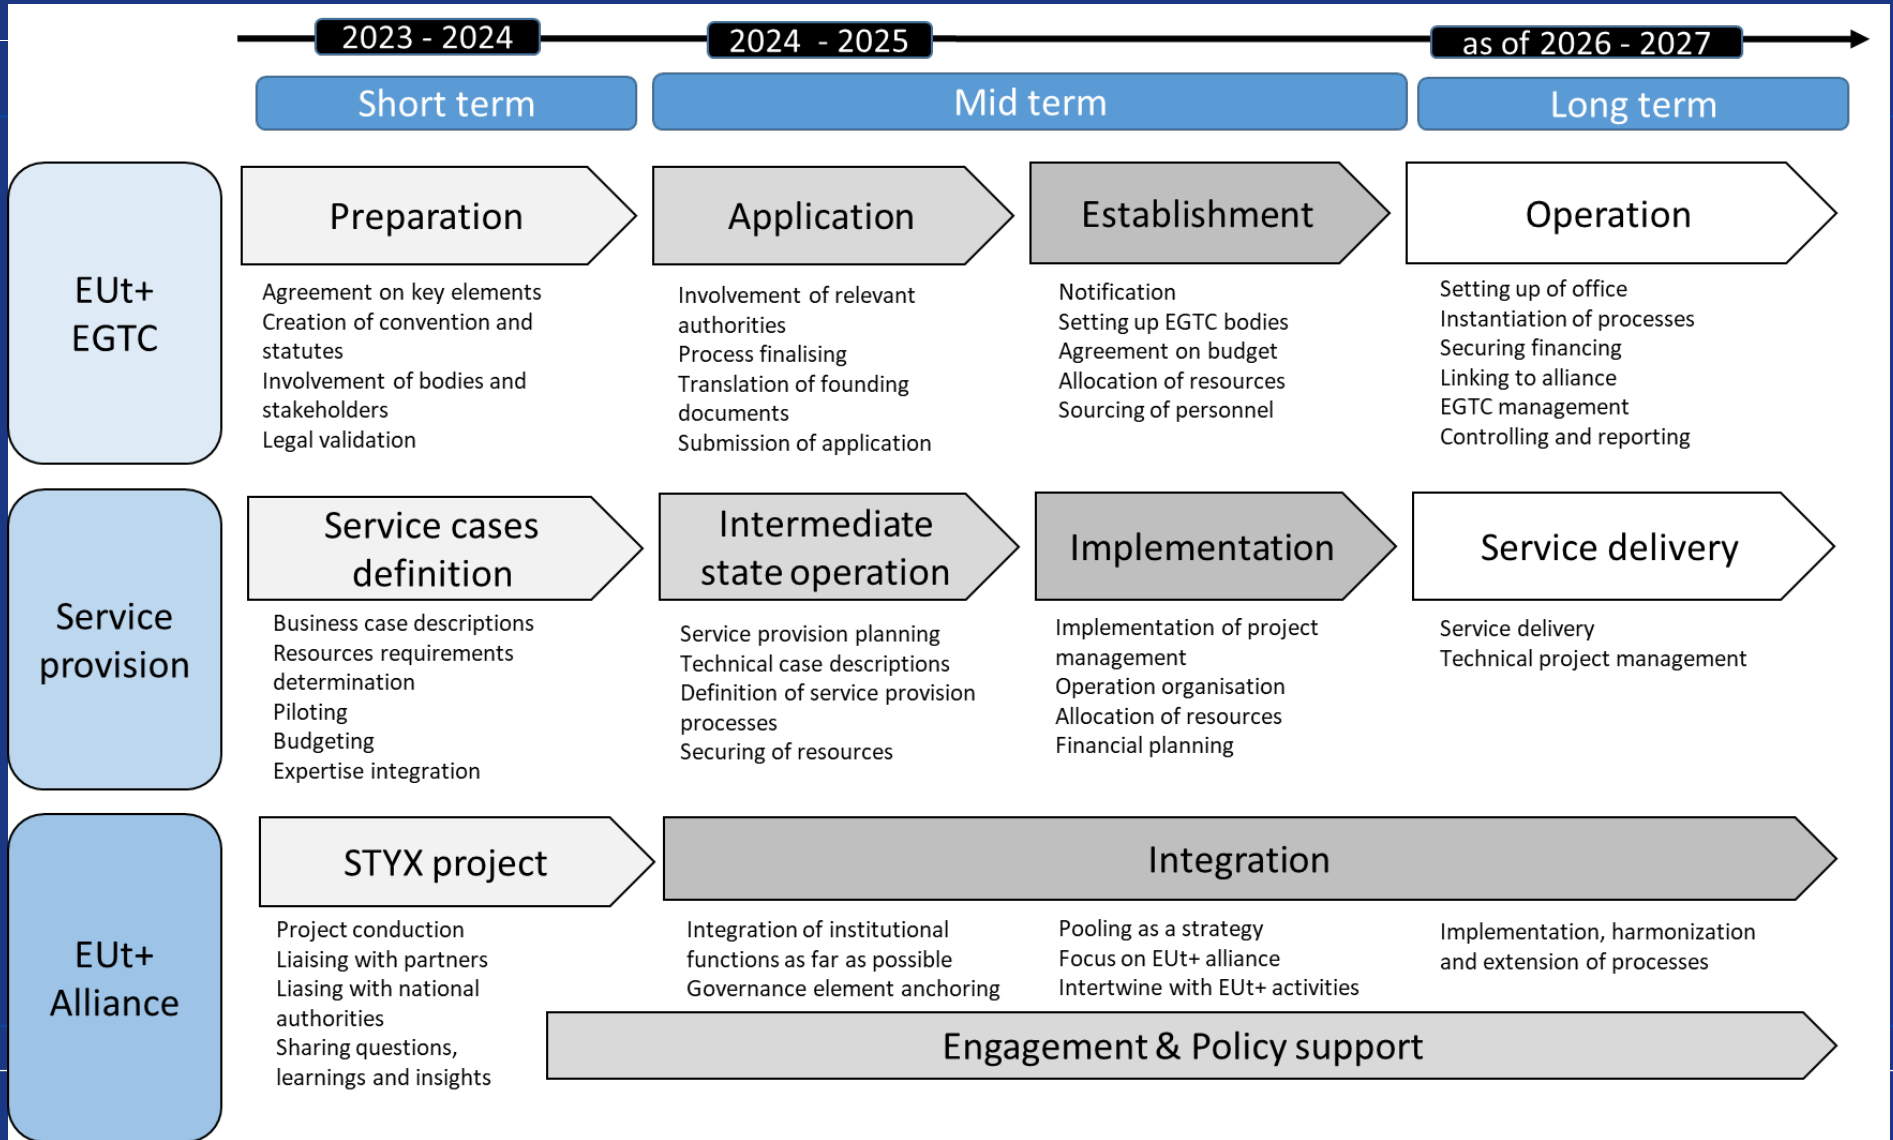 2023 - 2024
2024 - 2025
as of 2026 - 2027
Short term
Mid term
Long term
EUt+
EGTC
Preparation
Agreement on key elements
Creation of convention and
statutes
Involvement of bodies and
stakeholders
Legal validation
Application
Involvement of relevant
authorities
Process finalising
Translation of founding
documents
Submission of application
Establishment
Notification
Setting up EGTC bodies
Agreement on budget
Allocation of resources
Sourcing of personnel
Operation
Setting up of office
Instantiation of processes
Securing financing
Linking to alliance
EGTC management
Controlling and reporting
Service
provision
Service cases
definition
Business case descriptions
Resources requirements
determination
Piloting
Budgeting
Expertise integration
Intermediate
state operation
Service provision planning
Technical case descriptions
Definition of service provision
processes
Securing of resources
Implementation
Implementation of project
management
Operation organisation
Allocation of resources
Financial planning
Service delivery
Service delivery
Technical project management
EUt+
Alliance
STYX project
Project conduction
Liaising with partners
Liasing with national
authorities
Sharing questions,
learnings and insights
Integration
Integration of institutional
functions as far as possible
Governance element anchoring
Pooling as a strategy
Focus on EUt+ alliance
Intertwine with EUt+ activities
Implementation, harmonization
and extension of processes
Engagement & Policy support